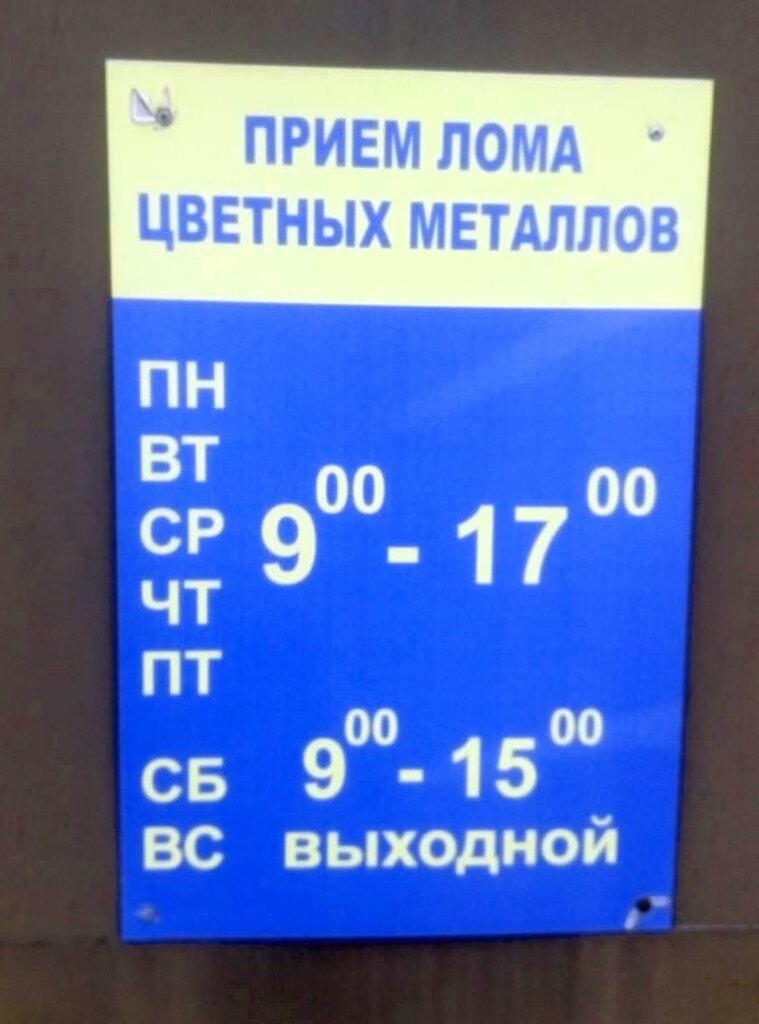 ПРИЕМ ЛОМА
ЦВЕТНЫХ МЕТАЛЛОВ
ПН
ВТ
СР 9⁰⁰ - 17⁰⁰
ЧТ
ПТ
СБ 9⁰⁰ - 15⁰⁰
ВС выходной